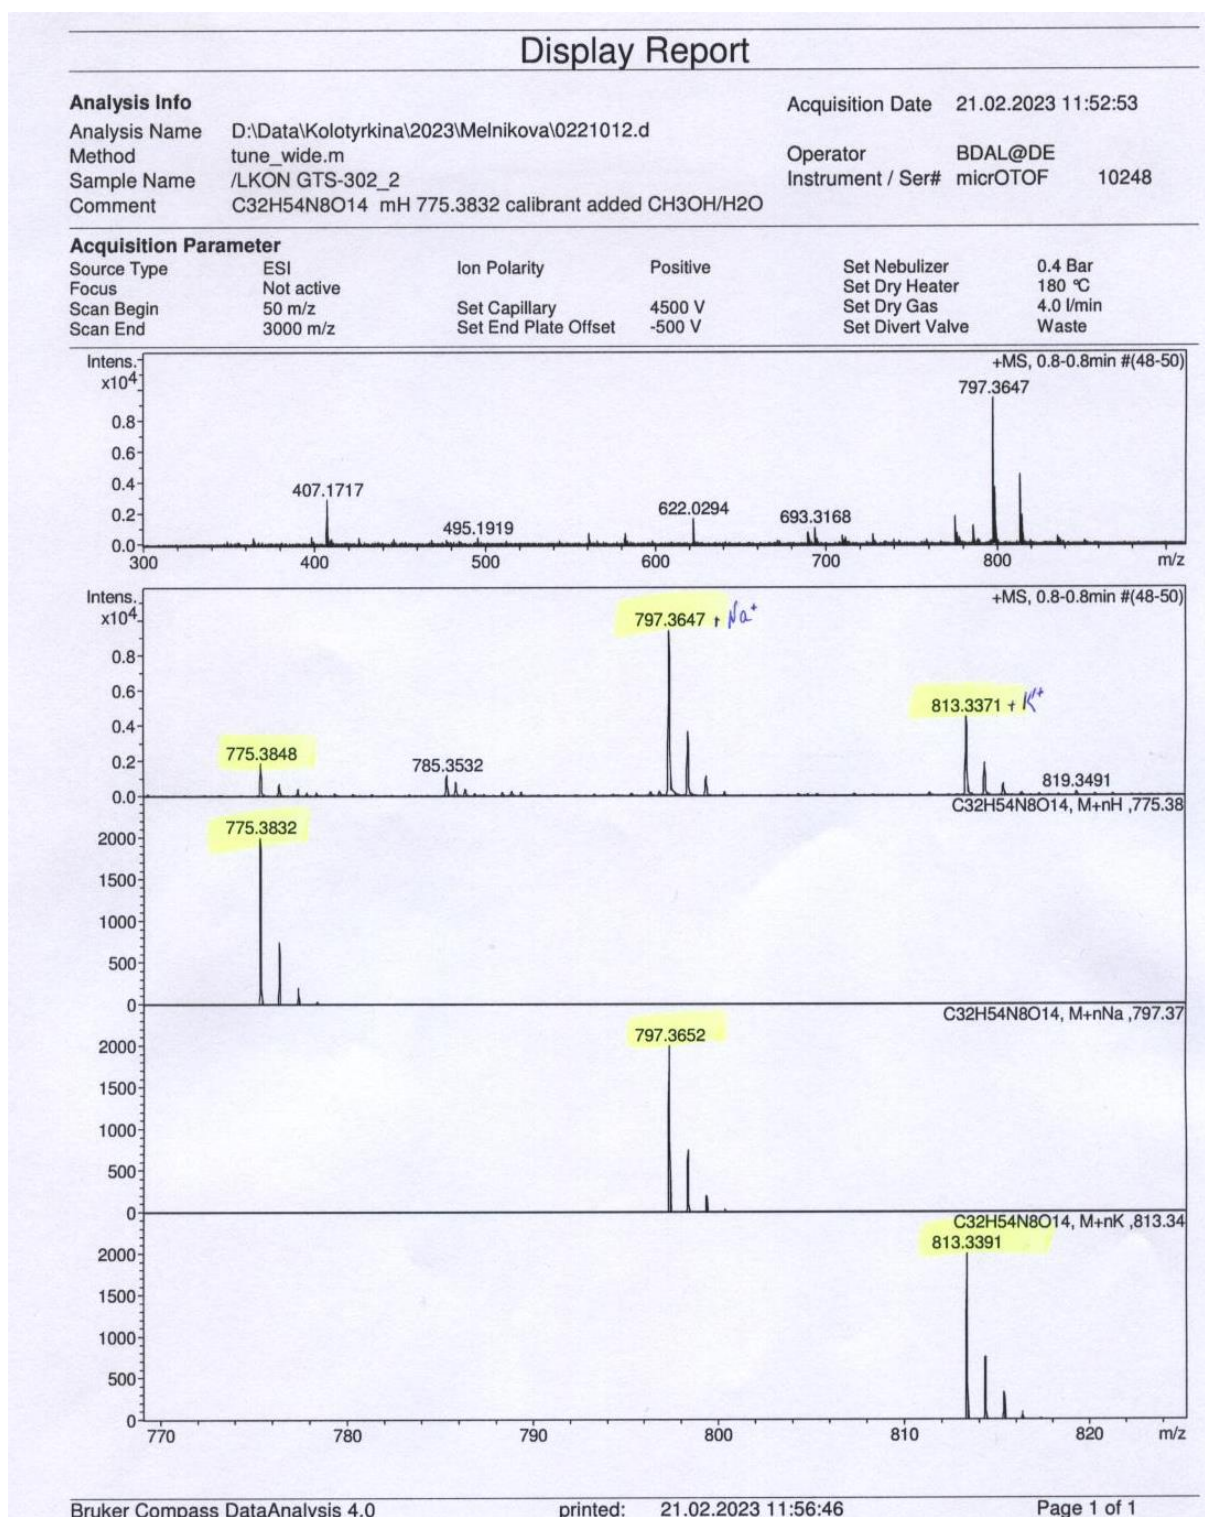 Display Report
Analysis Info
Acquisition Date 21.02.2023 11:52:53
Analysis Name D:\Data\Kolotyrkina\2023\Melnikova\0221012.d
Method tune_wide.m
Operator BDAL@DE
Sample Name /LKON GTS-302_2
Instrument / Ser# micrOTOF 10248
Comment C32H54N8O14 mH 775.3832 calibrant added CH3OH/H2O
Acquisition Parameter
Source Type ESI Ion Polarity Positive Set Nebulizer 0.4 Bar
Focus Not active Set Dry Heater 180 °C
Scan Begin 50 m/z Set Capillary 4500 V Set Dry Gas 4.0 l/min
Scan End 3000 m/z Set End Plate Offset -500 V Set Divert Valve Waste
Intens.
x10⁴
+MS, 0.8-0.8min #(48-50)
797.3647
0.8
0.6
0.4
407.1717
0.2
495.1919
622.0294
693.3168
0.0
300 400 500 600 700 800 m/z
Intens.
x10⁴
+MS, 0.8-0.8min #(48-50)
797.3647 + Na⁺
0.8
0.6
813.3371 + K⁺
0.4
775.3848
0.2
785.3532
819.3491
0.0
C32H54N8O14, M+nH ,775.38
775.3832
2000
1500
1000
500
0
C32H54N8O14, M+nNa ,797.37
797.3652
2000
1500
1000
500
0
C32H54N8O14, M+nK ,813.34
813.3391
2000
1500
1000
500
0
770 780 790 800 810 820 m/z
Bruker Compass DataAnalysis 4.0 printed: 21.02.2023 11:56:46 Page 1 of 1